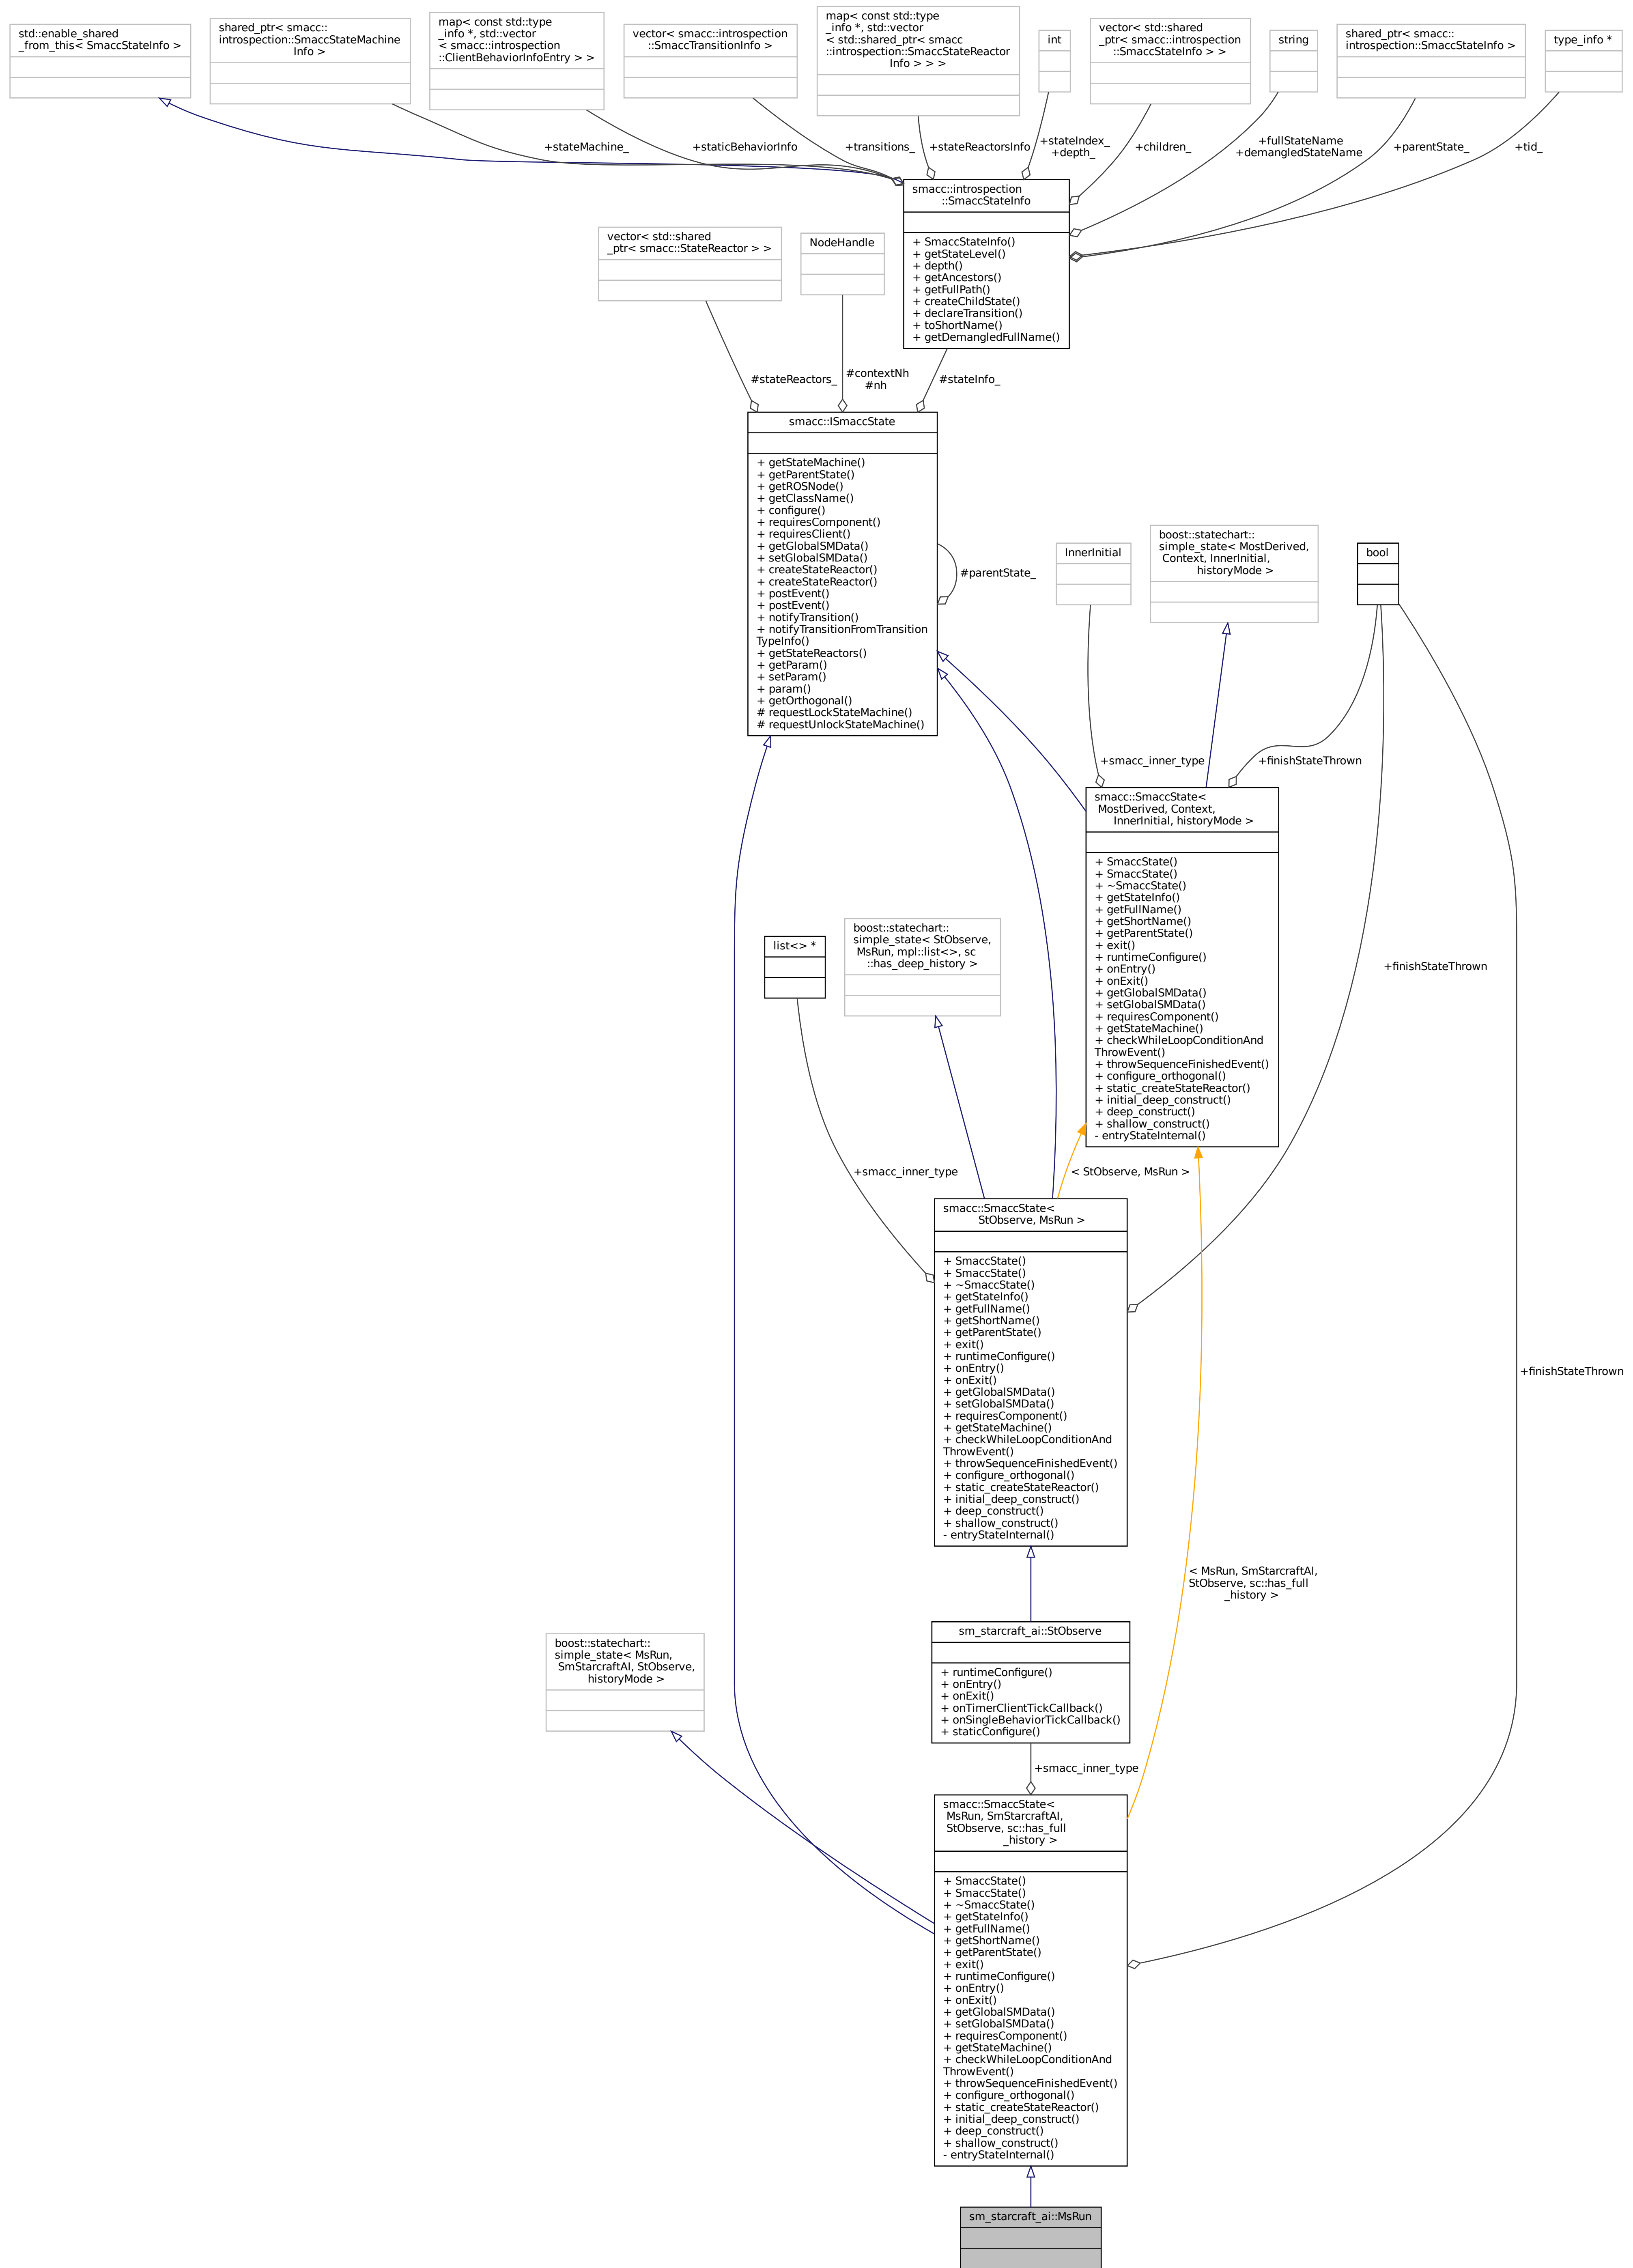 std::enable_shared
_from_this< SmaccStateInfo >
shared_ptr< smacc::
introspection::SmaccStateMachine
Info >
map< const std::type
_info *, std::vector
< smacc::introspection
::ClientBehaviorInfoEntry > >
vector< smacc::introspection
::SmaccTransitionInfo >
map< const std::type
_info *, std::vector
< std::shared_ptr< smacc
::introspection::SmaccStateReactor
Info > > >
int
vector< std::shared
_ptr< smacc::introspection
::SmaccStateInfo > >
string
shared_ptr< smacc::
introspection::SmaccStateInfo >
type_info *
+stateMachine_
+staticBehaviorInfo
+transitions_
+stateReactorsInfo
+stateIndex_
+depth_
+children_
+fullStateName
+demangledStateName
+parentState_
+tid_
smacc::introspection
::SmaccStateInfo
+ SmaccStateInfo()
+ getStateLevel()
+ depth()
+ getAncestors()
+ getFullPath()
+ createChildState()
+ declareTransition()
+ toShortName()
+ getDemangledFullName()
vector< std::shared
_ptr< smacc::StateReactor > >
NodeHandle
#stateReactors_
#contextNh
#nh
#stateInfo_
smacc::ISmaccState
+ getStateMachine()
+ getParentState()
+ getROSNode()
+ getClassName()
+ configure()
+ requiresComponent()
+ requiresClient()
+ getGlobalSMData()
+ setGlobalSMData()
+ createStateReactor()
+ createStateReactor()
+ postEvent()
+ postEvent()
+ notifyTransition()
+ notifyTransitionFromTransition
TypeInfo()
+ getStateReactors()
+ getParam()
+ setParam()
+ param()
+ getOrthogonal()
# requestLockStateMachine()
# requestUnlockStateMachine()
#parentState_
InnerInitial
boost::statechart::
simple_state< MostDerived,
Context, InnerInitial,
historyMode >
bool
+smacc_inner_type
+finishStateThrown
smacc::SmaccState<
MostDerived, Context,
InnerInitial, historyMode >
+ SmaccState()
+ SmaccState()
+ ~SmaccState()
+ getStateInfo()
+ getFullName()
+ getShortName()
+ getParentState()
+ exit()
+ runtimeConfigure()
+ onEntry()
+ onExit()
+ getGlobalSMData()
+ setGlobalSMData()
+ requiresComponent()
+ getStateMachine()
+ checkWhileLoopConditionAnd
ThrowEvent()
+ throwSequenceFinishedEvent()
+ configure_orthogonal()
+ static_createStateReactor()
+ initial_deep_construct()
+ deep_construct()
+ shallow_construct()
- entryStateInternal()
list<> *
boost::statechart::
simple_state< StObserve,
MsRun, mpl::list<>, sc
::has_deep_history >
+finishStateThrown
+smacc_inner_type
< StObserve, MsRun >
smacc::SmaccState<
StObserve, MsRun >
+ SmaccState()
+ SmaccState()
+ ~SmaccState()
+ getStateInfo()
+ getFullName()
+ getShortName()
+ getParentState()
+ exit()
+ runtimeConfigure()
+ onEntry()
+ onExit()
+ getGlobalSMData()
+ setGlobalSMData()
+ requiresComponent()
+ getStateMachine()
+ checkWhileLoopConditionAnd
ThrowEvent()
+ throwSequenceFinishedEvent()
+ configure_orthogonal()
+ static_createStateReactor()
+ initial_deep_construct()
+ deep_construct()
+ shallow_construct()
- entryStateInternal()
+finishStateThrown
< MsRun, SmStarcraftAI,
StObserve, sc::has_full
_history >
sm_starcraft_ai::StObserve
+ runtimeConfigure()
+ onEntry()
+ onExit()
+ onTimerClientTickCallback()
+ onSingleBehaviorTickCallback()
+ staticConfigure()
boost::statechart::
simple_state< MsRun,
SmStarcraftAI, StObserve,
historyMode >
+smacc_inner_type
smacc::SmaccState<
MsRun, SmStarcraftAI,
StObserve, sc::has_full
_history >
+ SmaccState()
+ SmaccState()
+ ~SmaccState()
+ getStateInfo()
+ getFullName()
+ getShortName()
+ getParentState()
+ exit()
+ runtimeConfigure()
+ onEntry()
+ onExit()
+ getGlobalSMData()
+ setGlobalSMData()
+ requiresComponent()
+ getStateMachine()
+ checkWhileLoopConditionAnd
ThrowEvent()
+ throwSequenceFinishedEvent()
+ configure_orthogonal()
+ static_createStateReactor()
+ initial_deep_construct()
+ deep_construct()
+ shallow_construct()
- entryStateInternal()
sm_starcraft_ai::MsRun